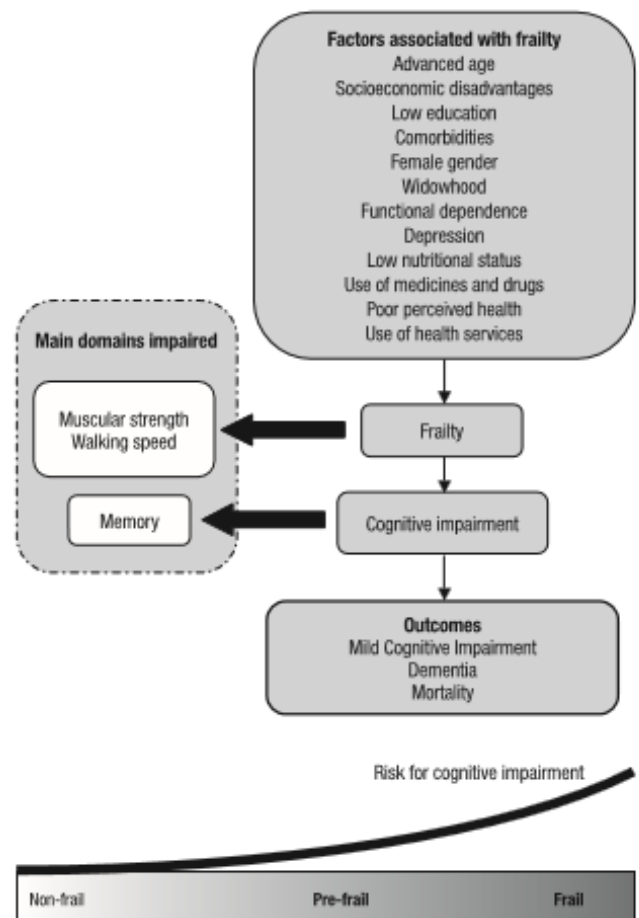 Factors associated with frailty
Advanced age
Socioeconomic disadvantages
Low education
Comorbidities
Female gender
Widowhood
Functional dependence
Depression
Low nutritional status
Use of medicines and drugs
Poor perceived health
Use of health services
Main domains impaired
Muscular strength
Walking speed
Frailty
Memory
Cognitive impairment
Outcomes
Mild Cognitive Impairment
Dementia
Mortality
Risk for cognitive impairment
Non-frail Pre-frail Frail